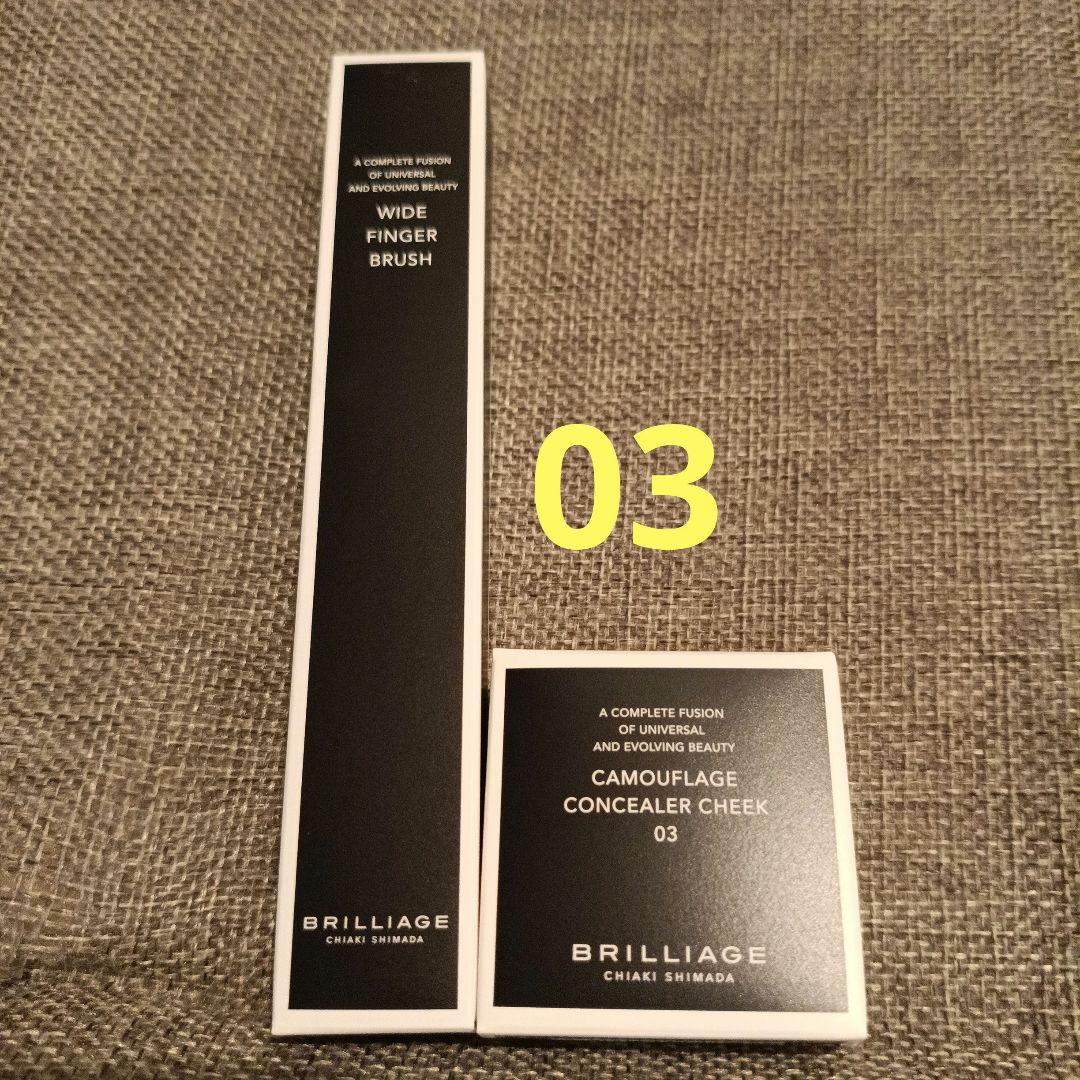 A COMPLETE FUSION
OF UNIVERSAL
AND EVOLVING BEAUTY
WIDE
FINGER
BRUSH
BRILLIAGE
CHIAKI SHIMADA
03
A COMPLETE FUSION
OF UNIVERSAL
AND EVOLVING BEAUTY
CAMOUFLAGE
CONCEALER CHEEK
03
BRILLIAGE
CHIAKI SHIMADA